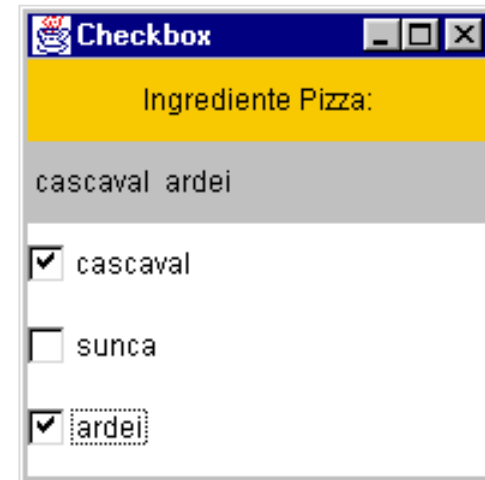 Checkbox
Ingrediente Pizza:
cascaval ardei
cascaval
sunca
ardei